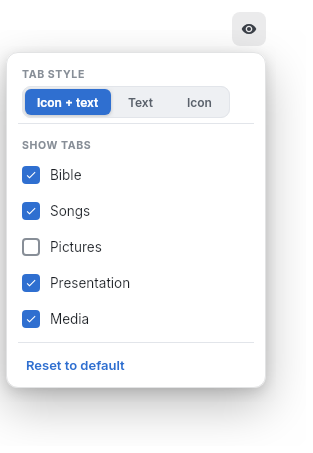 TAB STYLE
Icon + text Text Icon
SHOW TABS
Bible
Songs
Pictures
Presentation
Media
Reset to default